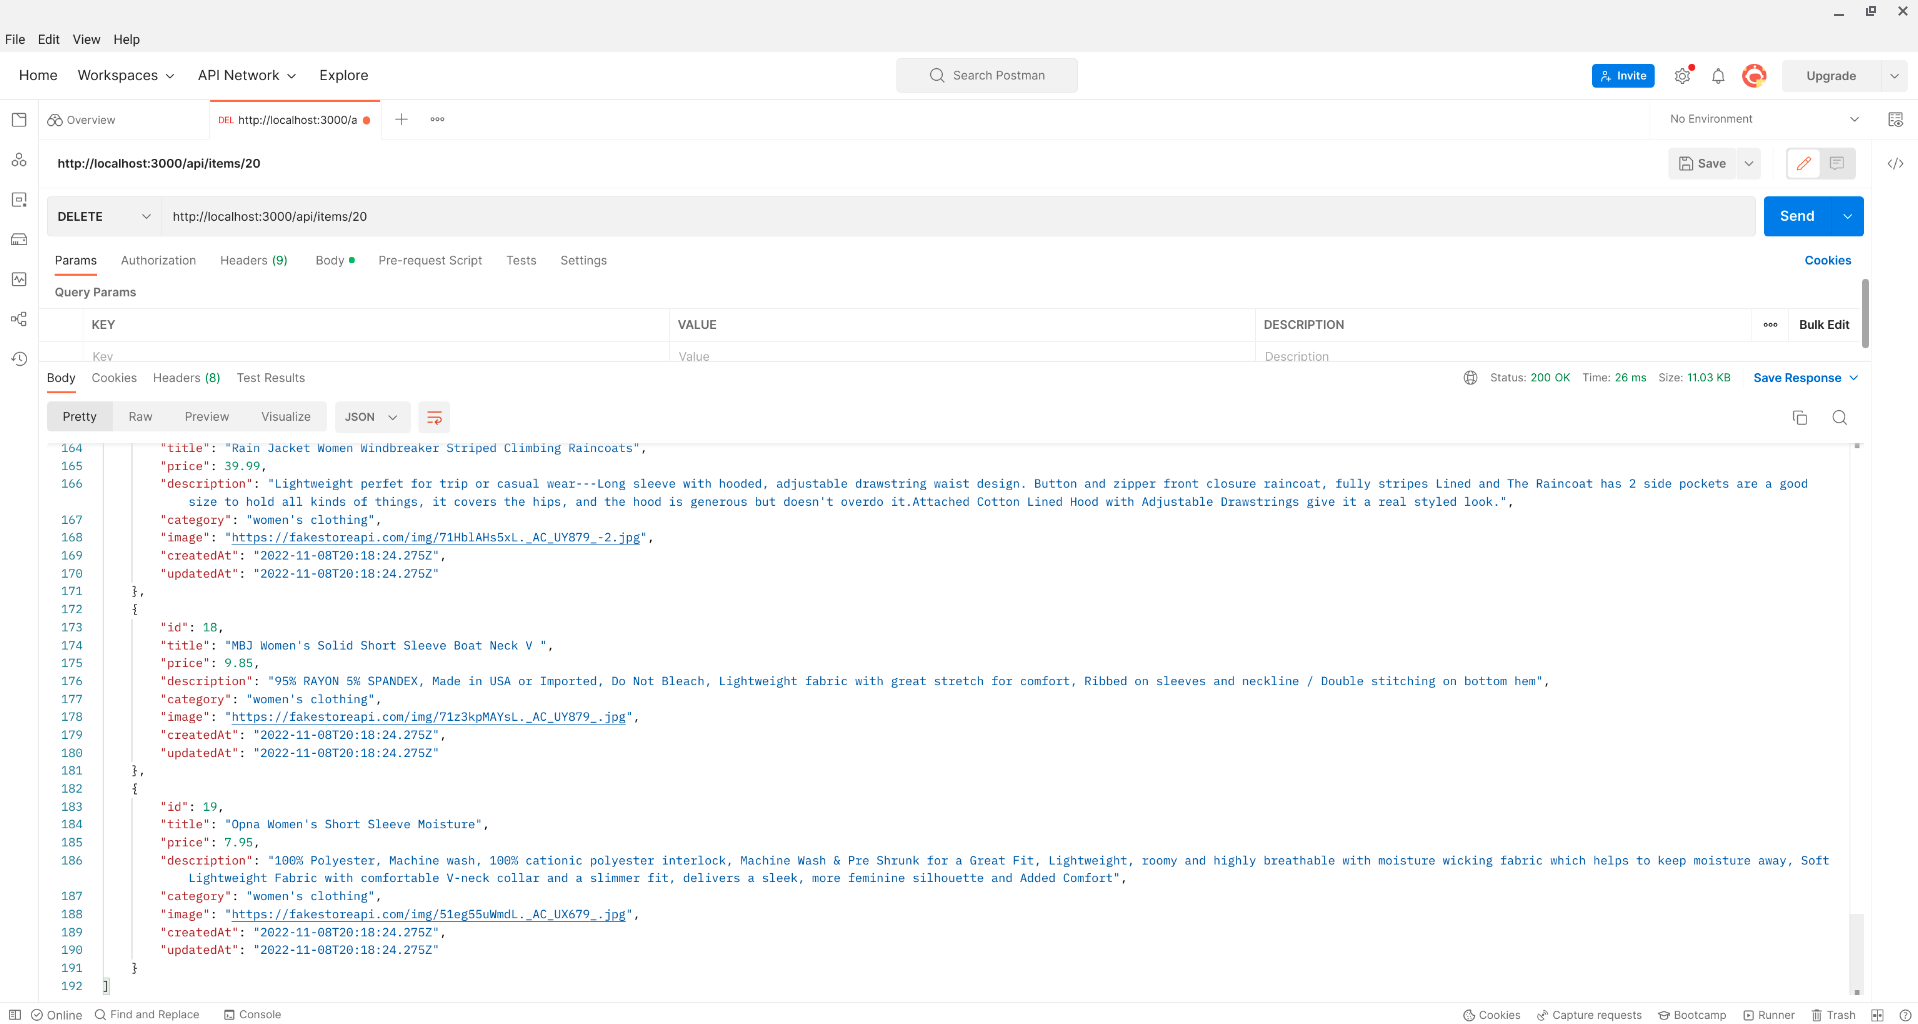 File Edit View Help
Home Workspaces API Network Explore Search Postman Invite Upgrade
Overview DEL http://localhost:3000/a No Environment
http://localhost:3000/api/items/20 Save
DELETE http://localhost:3000/api/items/20 Send
Params Authorization Headers (9) Body Pre-request Script Tests Settings Cookies
Query Params
KEY VALUE DESCRIPTION Bulk Edit
Key Value Description
Body Cookies Headers (8) Test Results Status: 200 OK Time: 26 ms Size: 11.03 KB Save Response
Pretty Raw Preview Visualize JSON
164 "title": "Rain Jacket Women Windbreaker Striped Climbing Raincoats",
165 "price": 39.99,
166 "description": "Lightweight perfet for trip or casual wear---Long sleeve with hooded, adjustable drawstring waist design. Button and zipper front closure raincoat, fully stripes Lined and The Raincoat has 2 side pockets are a good
size to hold all kinds of things, it covers the hips, and the hood is generous but doesn't overdo it.Attached Cotton Lined Hood with Adjustable Drawstrings give it a real styled look.",
167 "category": "women's clothing",
168 "image": "https://fakestoreapi.com/img/71HblAHs5xL._AC_UY879_-2.jpg",
169 "createdAt": "2022-11-08T20:18:24.275Z",
170 "updatedAt": "2022-11-08T20:18:24.275Z"
171 },
172 {
173 "id": 18,
174 "title": "MBJ Women's Solid Short Sleeve Boat Neck V ",
175 "price": 9.85,
176 "description": "95% RAYON 5% SPANDEX, Made in USA or Imported, Do Not Bleach, Lightweight fabric with great stretch for comfort, Ribbed on sleeves and neckline / Double stitching on bottom hem",
177 "category": "women's clothing",
178 "image": "https://fakestoreapi.com/img/71z3kpMAYsL._AC_UY879_.jpg",
179 "createdAt": "2022-11-08T20:18:24.275Z",
180 "updatedAt": "2022-11-08T20:18:24.275Z"
181 },
182 {
183 "id": 19,
184 "title": "Opna Women's Short Sleeve Moisture",
185 "price": 7.95,
186 "description": "100% Polyester, Machine wash, 100% cationic polyester interlock, Machine Wash & Pre Shrunk for a Great Fit, Lightweight, roomy and highly breathable with moisture wicking fabric which helps to keep moisture away, Soft
Lightweight Fabric with comfortable V-neck collar and a slimmer fit, delivers a sleek, more feminine silhouette and Added Comfort",
187 "category": "women's clothing",
188 "image": "https://fakestoreapi.com/img/51eg55uWmdL._AC_UX679_.jpg",
189 "createdAt": "2022-11-08T20:18:24.275Z",
190 "updatedAt": "2022-11-08T20:18:24.275Z"
191 }
192 ]
Online Find and Replace Console Cookies Capture requests Bootcamp Runner Trash